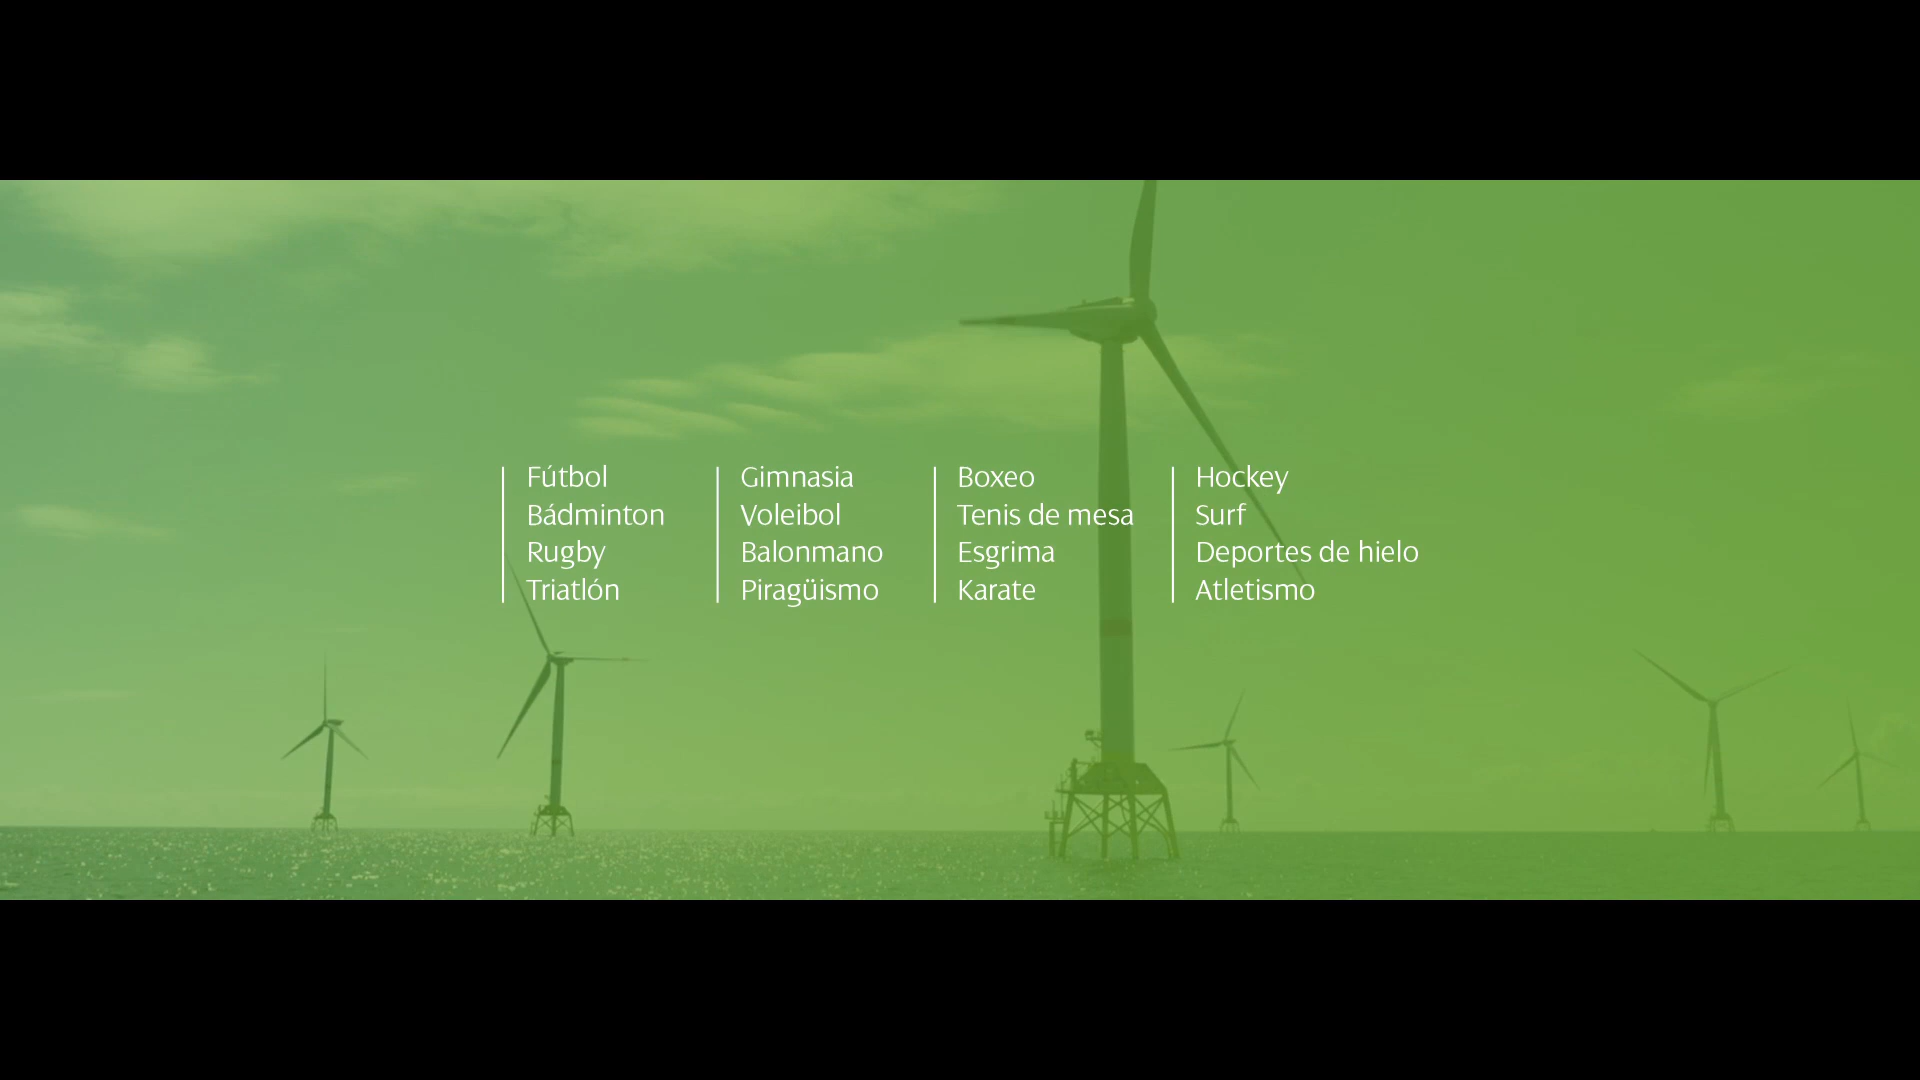 Fútbol
Bádminton
Rugby
Triatlón
Gimnasia
Voleibol
Balonmano
Piragüismo
Boxeo
Tenis de mesa
Esgrima
Karate
Hockey
Surf
Deportes de hielo
Atletismo